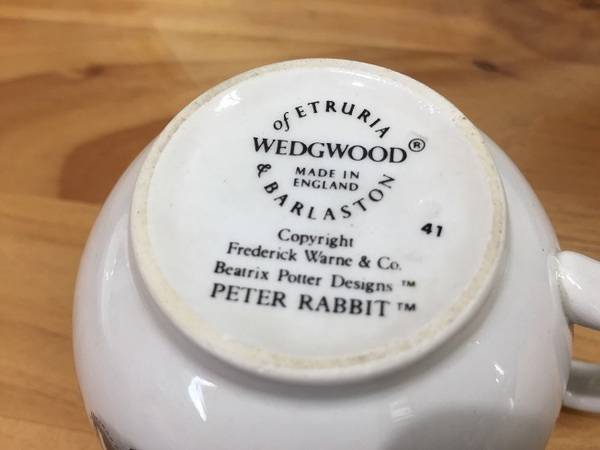 of ETRURIA
WEDGWOOD®
MADE IN
ENGLAND
& BARLASTON
41
Copyright
Frederick Warne & Co.
Beatrix Potter Designs ™
PETER RABBIT ™